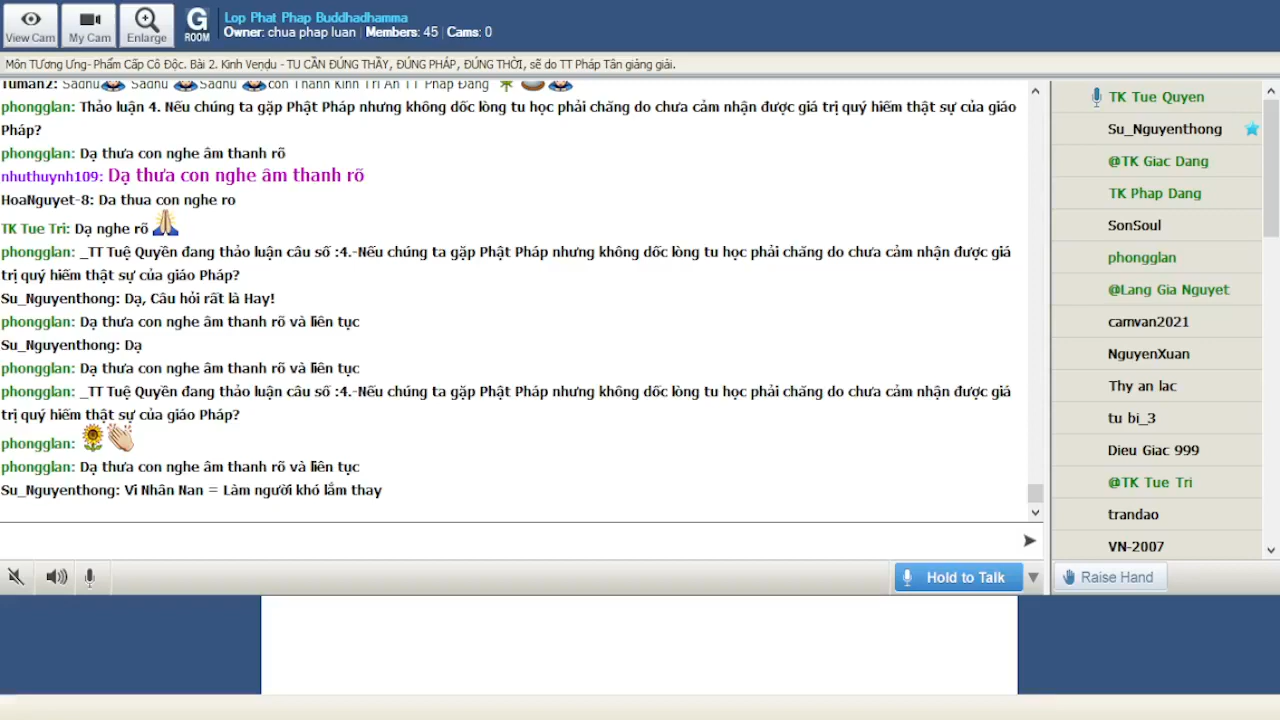 View Cam
My Cam
Enlarge
G
ROOM
Lop Phat Phap Buddhadhamma
Owner: chua phap luan | Members: 45 | Cams: 0
Môn TƯơng Ưng- Phẩm Cấp Cô Độc. Bài 2. Kinh Vendu - TU CẦN ĐÚNG THẦY, ĐÚNG PHÁP, ĐÚNG THỜI, sẽ do TT Pháp Tân giảng giải.
Tuman2: Sadhu Sadhu Sadhu con Thành Kính Tri Ân TT Pháp Đăng
phongglan: Thảo luận 4. Nếu chúng ta gặp Phật Pháp nhưng không dốc lòng tu học phải chăng do chưa cảm nhận được giá trị quý hiếm thật sự của giáo
Pháp?
phongglan: Dạ thưa con nghe âm thanh rõ
nhuthuynh109: Dạ thưa con nghe âm thanh rõ
HoaNguyet-8: Da thua con nghe ro
TK Tue Tri: Dạ nghe rõ
phongglan: _TT Tuệ Quyền đang thảo luận câu số :4.-Nếu chúng ta gặp Phật Pháp nhưng không dốc lòng tu học phải chăng do chưa cảm nhận được giá
trị quý hiếm thật sự của giáo Pháp?
Su_Nguyenthong: Dạ, Câu hỏi rất là Hay!
phongglan: Dạ thưa con nghe âm thanh rõ và liên tục
Su_Nguyenthong: Dạ
phongglan: Dạ thưa con nghe âm thanh rõ và liên tục
phongglan: _TT Tuệ Quyền đang thảo luận câu số :4.-Nếu chúng ta gặp Phật Pháp nhưng không dốc lòng tu học phải chăng do chưa cảm nhận được giá
trị quý hiếm thật sự của giáo Pháp?
phongglan:
phongglan: Dạ thưa con nghe âm thanh rõ và liên tục
Su_Nguyenthong: Vi Nhân Nan = Làm người khó lắm thay
Hold to Talk
TK Tue Quyen
Su_Nguyenthong
@TK Giac Dang
TK Phap Dang
SonSoul
phongglan
@Lang Gia Nguyet
camvan2021
NguyenXuan
Thy an lac
tu bi_3
Dieu Giac 999
@TK Tue Tri
trandao
VN-2007
Raise Hand